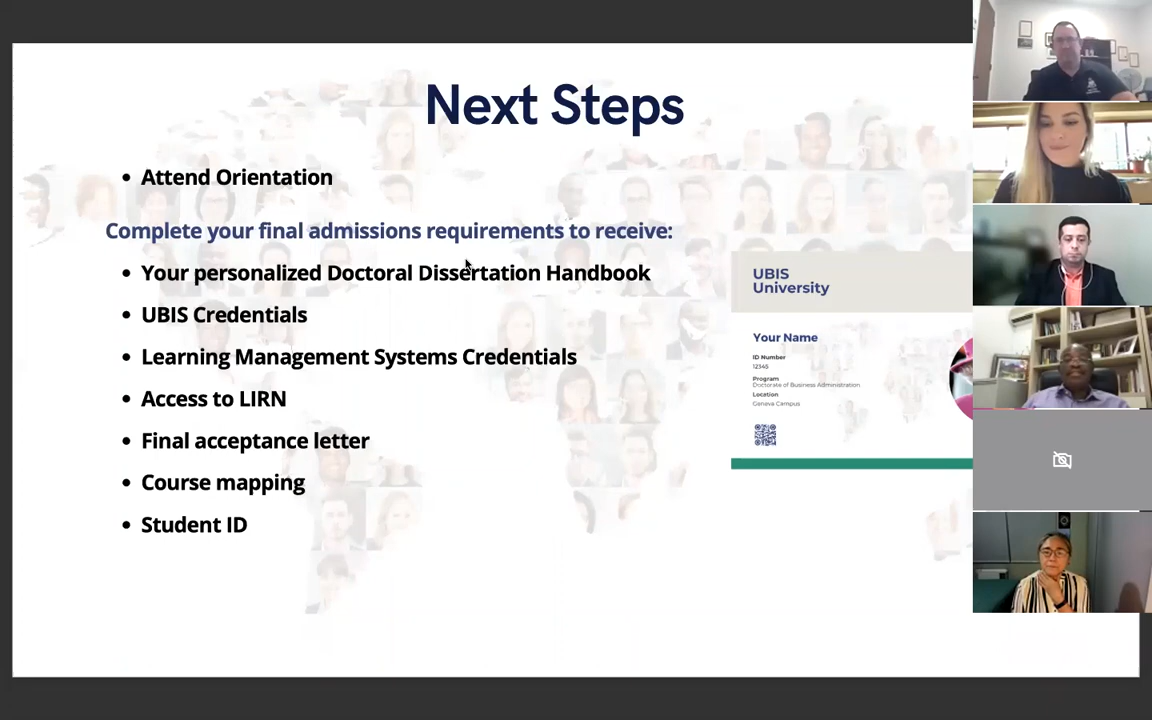 Next Steps
Attend Orientation
Complete your final admissions requirements to receive:
Your personalized Doctoral Dissertation Handbook
UBIS Credentials
Learning Management Systems Credentials
Access to LIRN
Final acceptance letter
Course mapping
Student ID
UBIS
University
Your Name
ID Number
12345
Program
Doctorate of Business Administration
Location
Geneva Campus